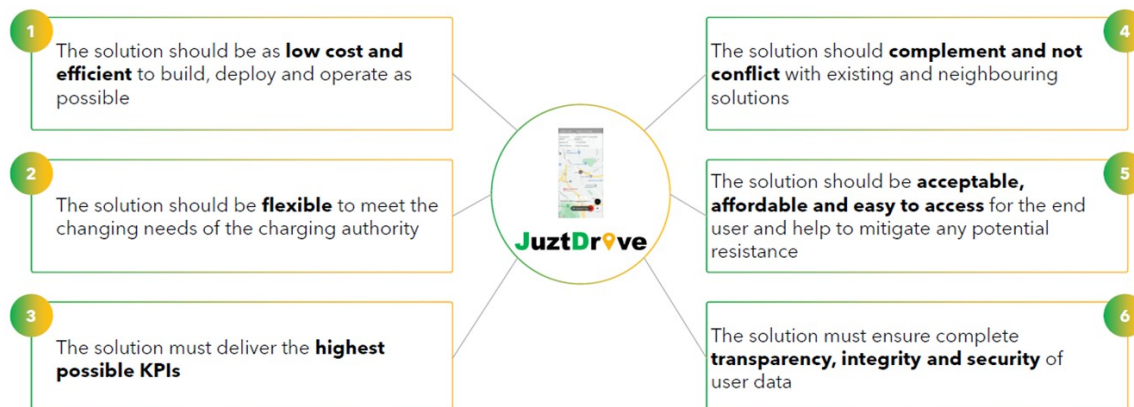 1
The solution should be as low cost and
efficient to build, deploy and operate as
possible
2
The solution should be flexible to meet the
changing needs of the charging authority
3
The solution must deliver the highest
possible KPIs
JuztDrive
4
The solution should complement and not
conflict with existing and neighbouring
solutions
5
The solution should be acceptable,
affordable and easy to access for the end
user and help to mitigate any potential
resistance
6
The solution must ensure complete
transparency, integrity and security of
user data